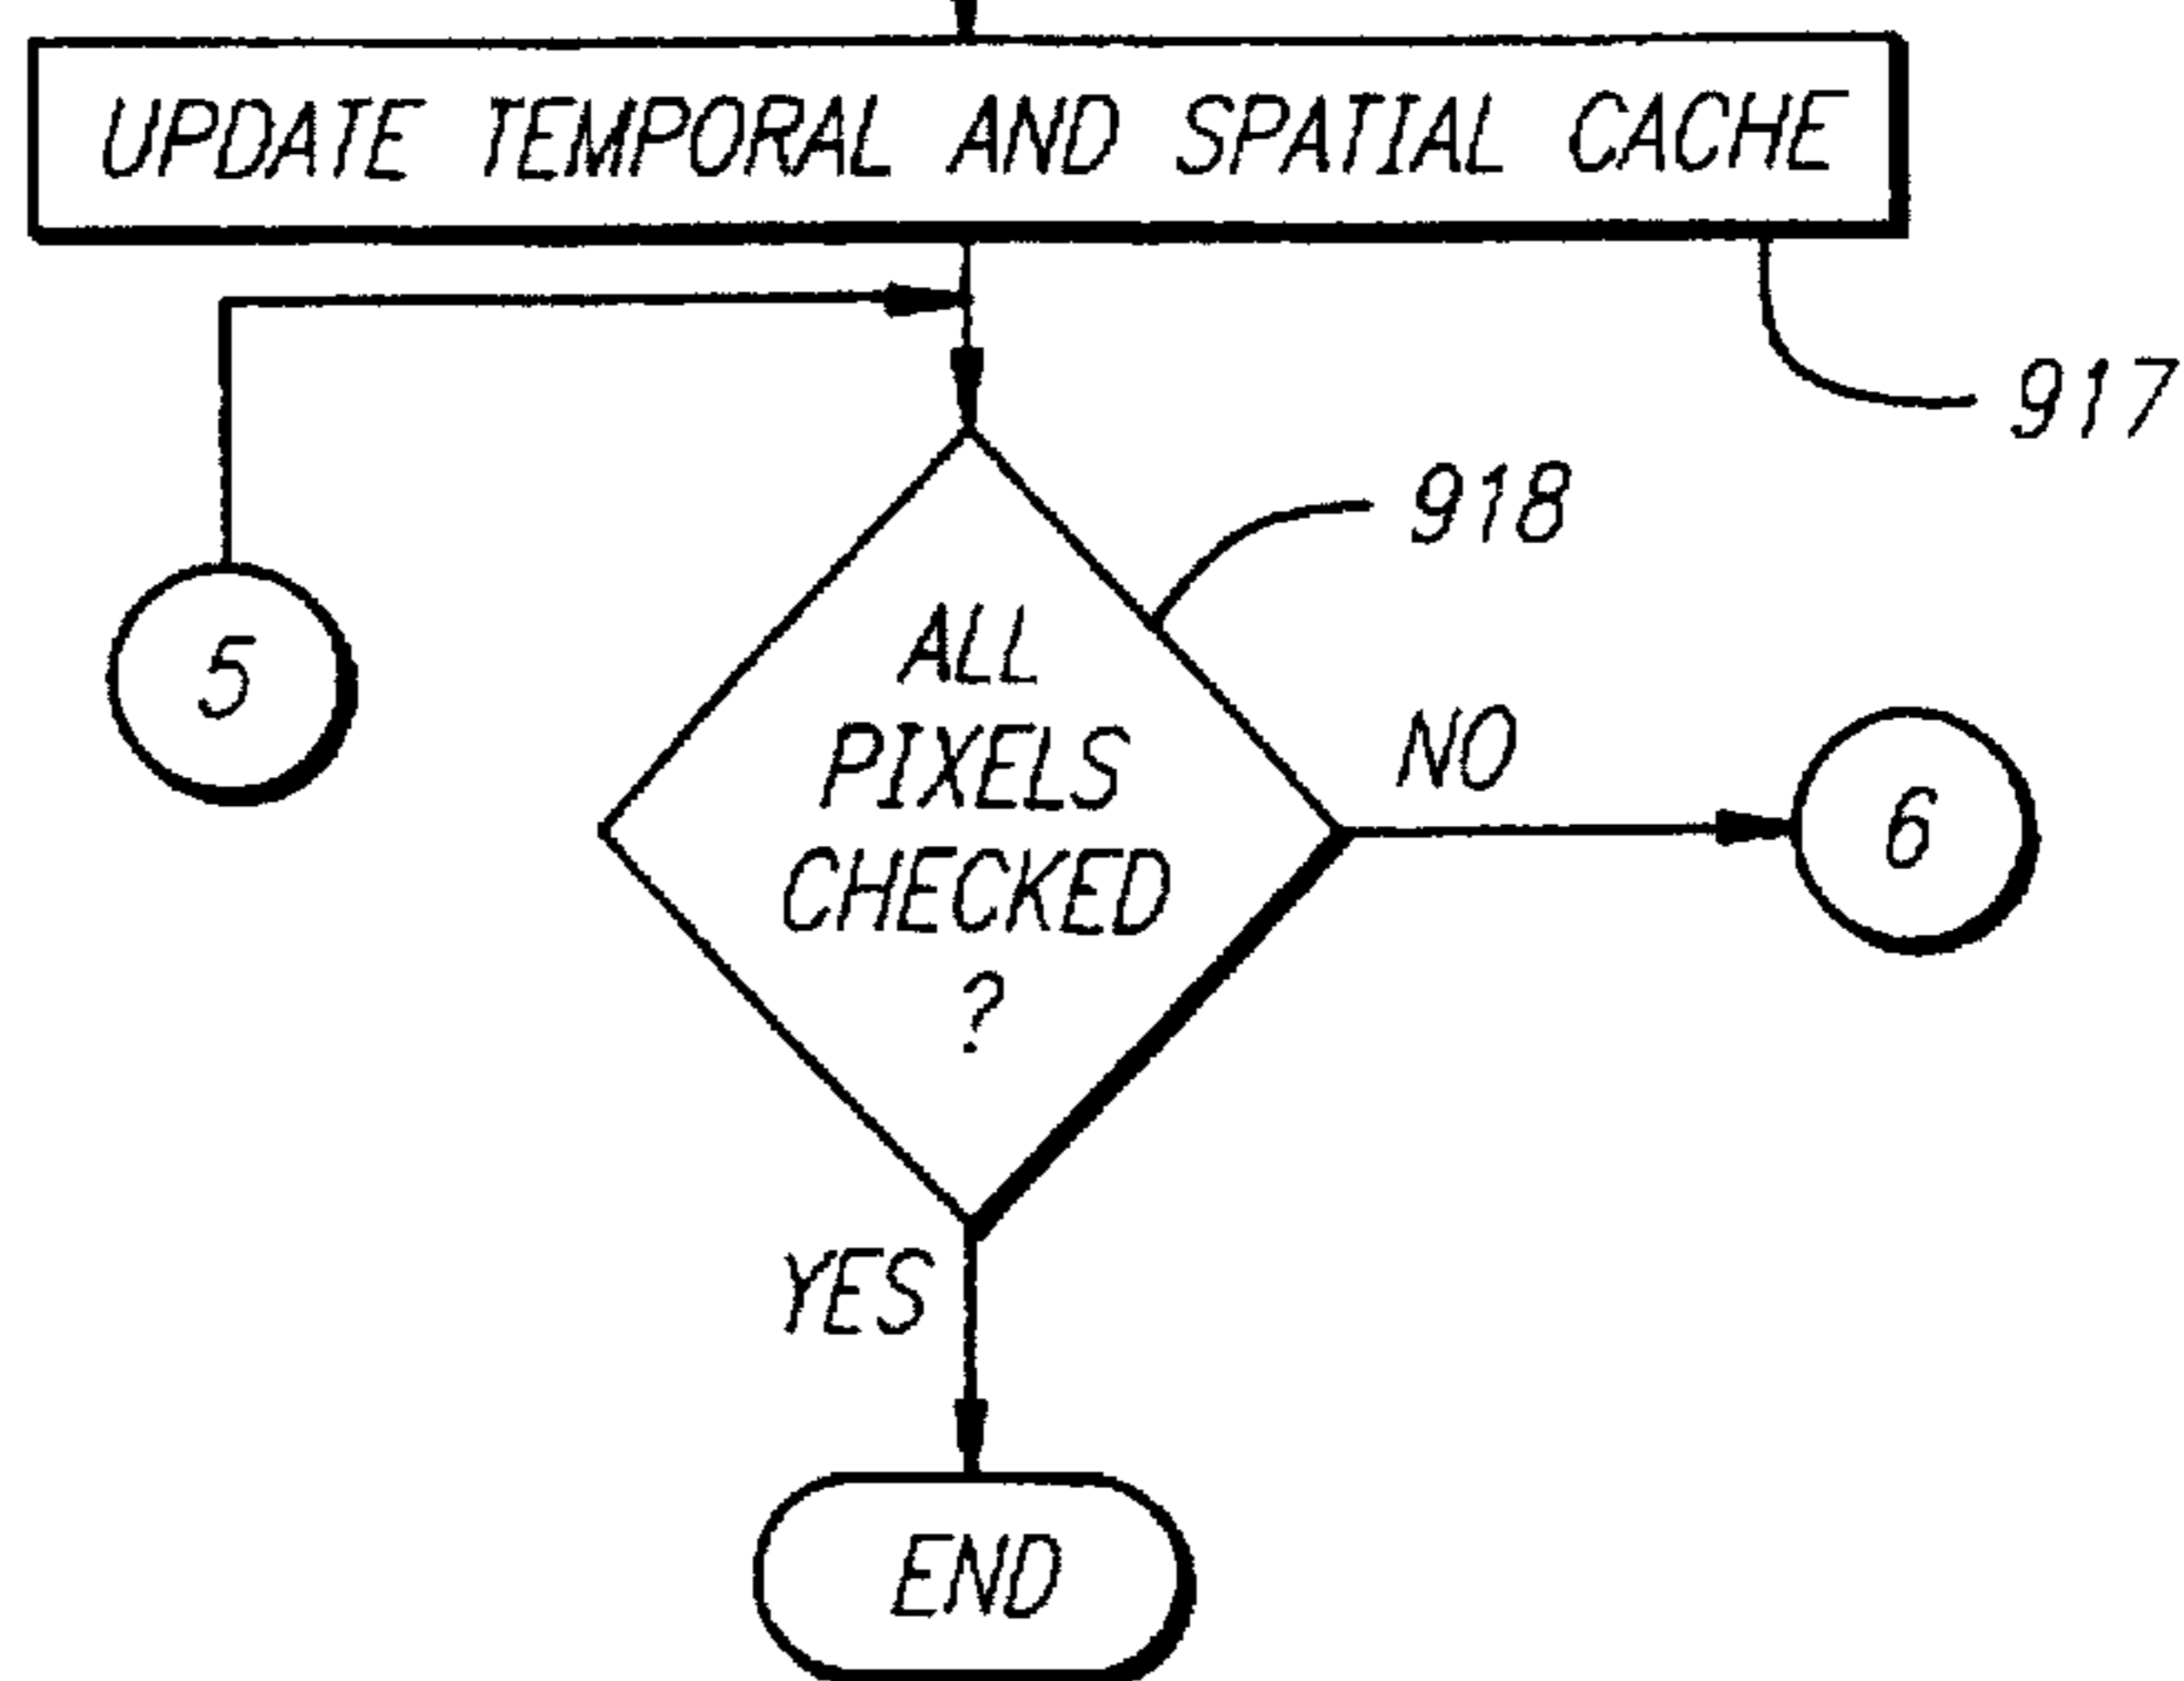 UPDATE TEMPORAL AND SPATIAL CACHE
917
918
5
ALL
PIXELS
CHECKED
?
NO
6
YES
END